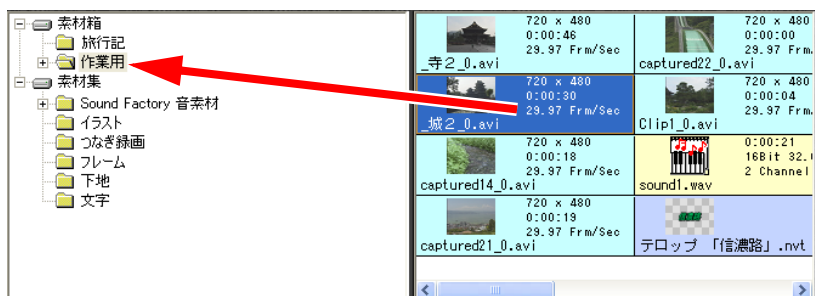 素材箱
旅行記
作業用
素材集
Sound Factory 音素材
イラスト
つなぎ録画
フレーム
下地
文字
720 x 480
0:00:46
29.97 Frm/Sec
_寺2_0.avi
720 x 480
0:00:00
29.97 Frm.
captured22_0.avi
720 x 480
0:00:30
29.97 Frm/Sec
_城2_0.avi
720 x 480
0:00:04
29.97 Frm.
Clip1_0.avi
720 x 480
0:00:18
29.97 Frm/Sec
captured14_0.avi
0:00:21
16Bit 32.
2 Channel
sound1.wav
720 x 480
0:00:19
29.97 Frm/Sec
captured21_0.avi
テロップ 「信濃路」.nvt